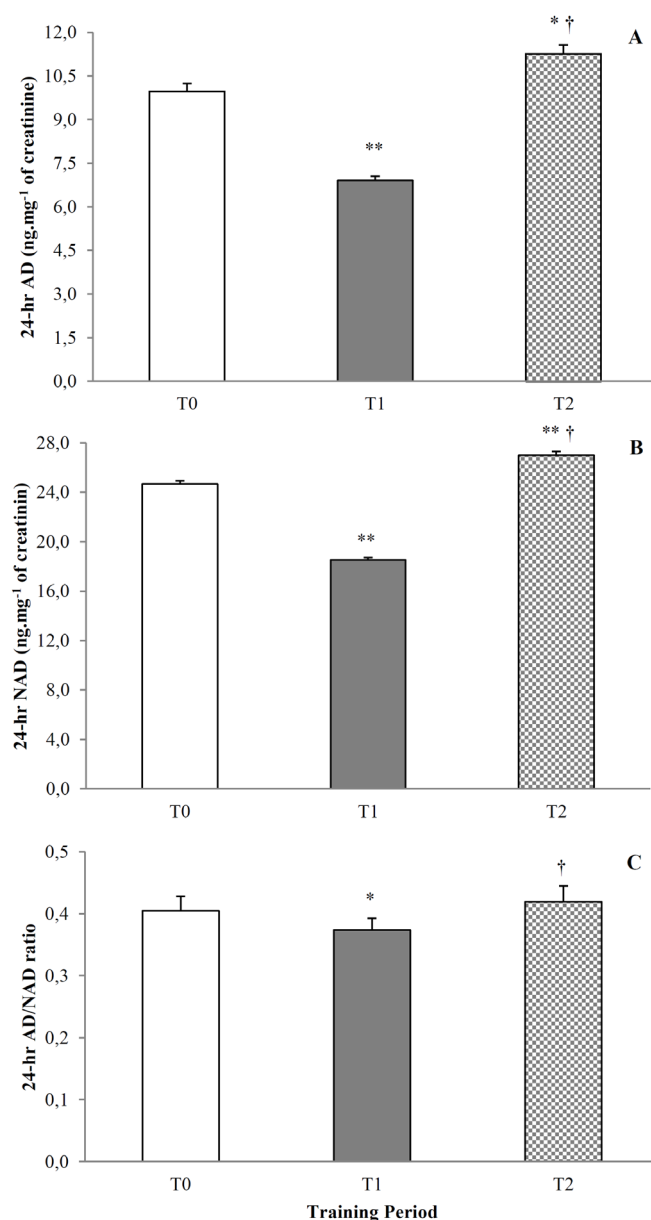 A
* †
12,0
10,5
9,0
**
7,5
6,0
4,5
3,0
1,5
0,0
24-hr AD (ng.mg⁻¹ of creatinine)
T0 T1 T2
** †
B
28,0
24,0
**
20,0
16,0
12,0
8,0
4,0
0,0
24-hr NAD (ng.mg⁻¹ of creatinin)
T0 T1 T2
C
0,5
†
*
0,4
0,3
0,2
0,1
0,0
24-hr AD/NAD ratio
T0 T1 T2
Training Period